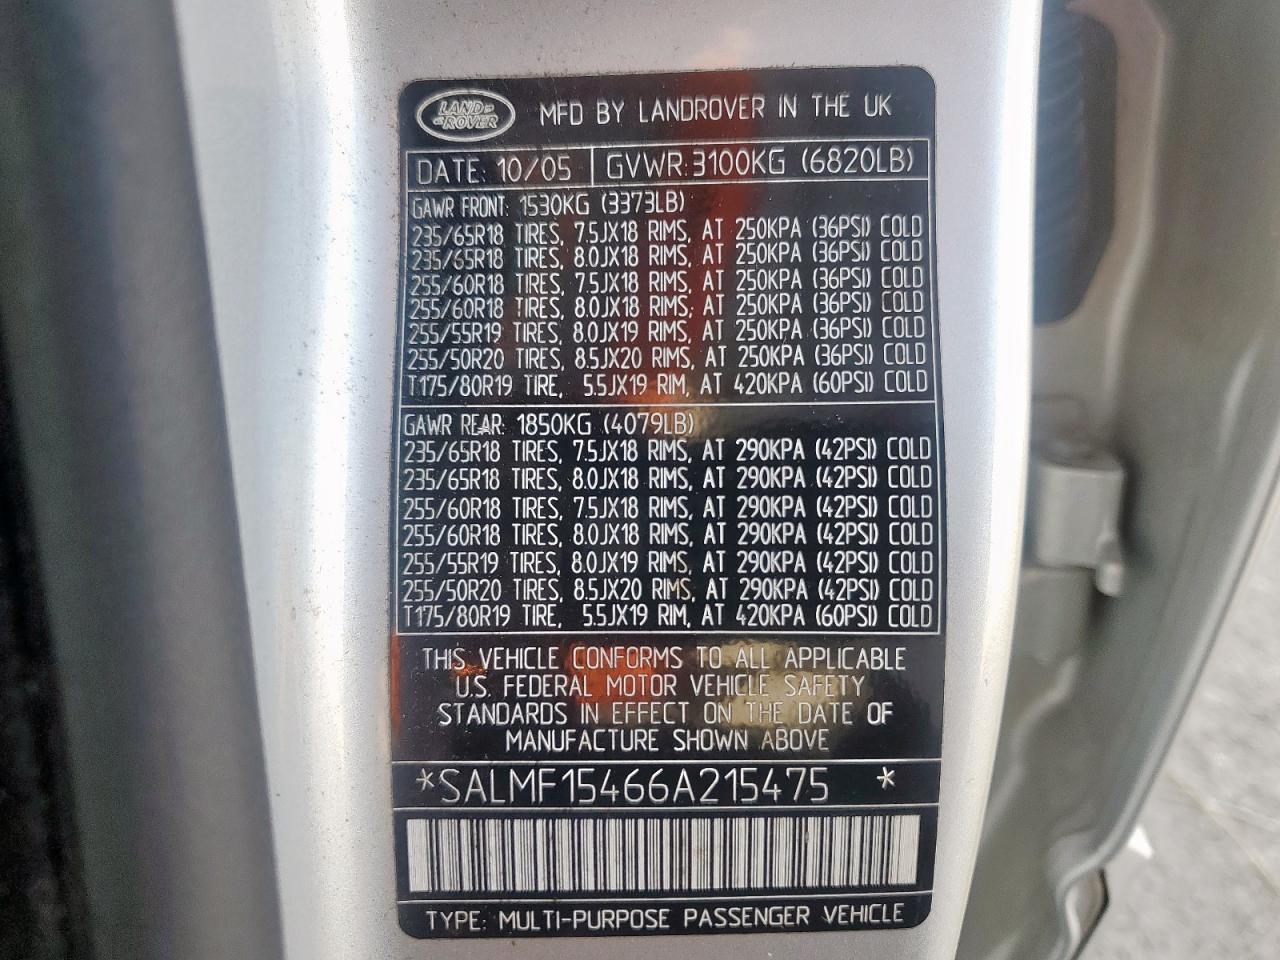 LAND-
-ROVER
MFD BY LANDROVER IN THE UK
DATE: 10/05 GVWR: 3100KG (6820LB)
GAWR FRONT: 1530KG (3373LB)
235/65R18 TIRES, 7.5JX18 RIMS, AT 250KPA (36PSI) COLD
235/65R18 TIRES, 8.0JX18 RIMS, AT 250KPA (36PSI) COLD
255/60R18 TIRES, 7.5JX18 RIMS, AT 250KPA (36PSI) COLD
255/60R18 TIRES, 8.0JX18 RIMS, AT 250KPA (36PSI) COLD
255/55R19 TIRES, 8.0JX19 RIMS, AT 250KPA (36PSI) COLD
255/50R20 TIRES, 8.5JX20 RIMS, AT 250KPA (36PSI) COLD
T175/80R19 TIRE, 5.5JX19 RIM, AT 420KPA (60PSI) COLD
GAWR REAR: 1850KG (4079LB)
235/65R18 TIRES, 7.5JX18 RIMS, AT 290KPA (42PSI) COLD
235/65R18 TIRES, 8.0JX18 RIMS, AT 290KPA (42PSI) COLD
255/60R18 TIRES, 7.5JX18 RIMS, AT 290KPA (42PSI) COLD
255/60R18 TIRES, 8.0JX18 RIMS, AT 290KPA (42PSI) COLD
255/55R19 TIRES, 8.0JX19 RIMS, AT 290KPA (42PSI) COLD
255/50R20 TIRES, 8.5JX20 RIMS, AT 290KPA (42PSI) COLD
T175/80R19 TIRE, 5.5JX19 RIM, AT 420KPA (60PSI) COLD
THIS VEHICLE CONFORMS TO ALL APPLICABLE
U.S. FEDERAL MOTOR VEHICLE SAFETY
STANDARDS IN EFFECT ON THE DATE OF
MANUFACTURE SHOWN ABOVE
*SALMF15466A215475 *
TYPE: MULTI-PURPOSE PASSENGER VEHICLE